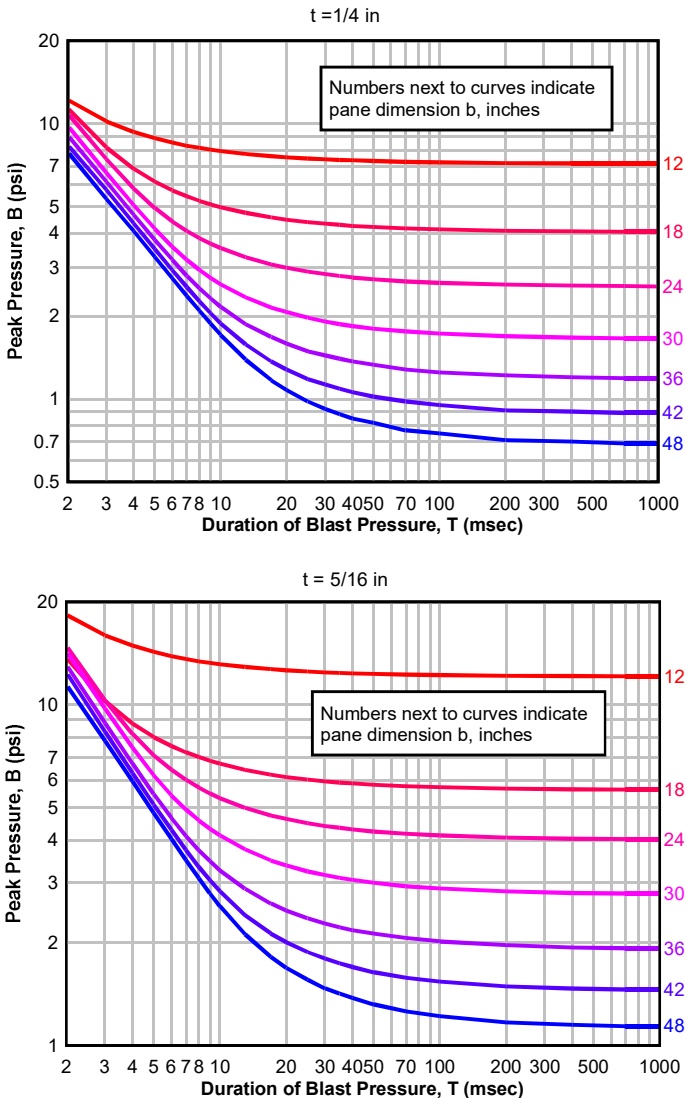 t =1/4 in
20
10
7
5
4
3
2
1
0.7
0.5
Peak Pressure, B (psi)
Numbers next to curves indicate
pane dimension b, inches
12
18
24
30
36
42
48
2 3 4 5 6 7 8 10 20 30 40 50 70 100 200 300 500 1000
Duration of Blast Pressure, T (msec)
t = 5/16 in
20
10
7
6
5
4
3
2
1
Peak Pressure, B (psi)
Numbers next to curves indicate
pane dimension b, inches
12
18
24
30
36
42
48
2 3 4 5 6 7 8 10 20 30 40 50 70 100 200 300 500 1000
Duration of Blast Pressure, T (msec)